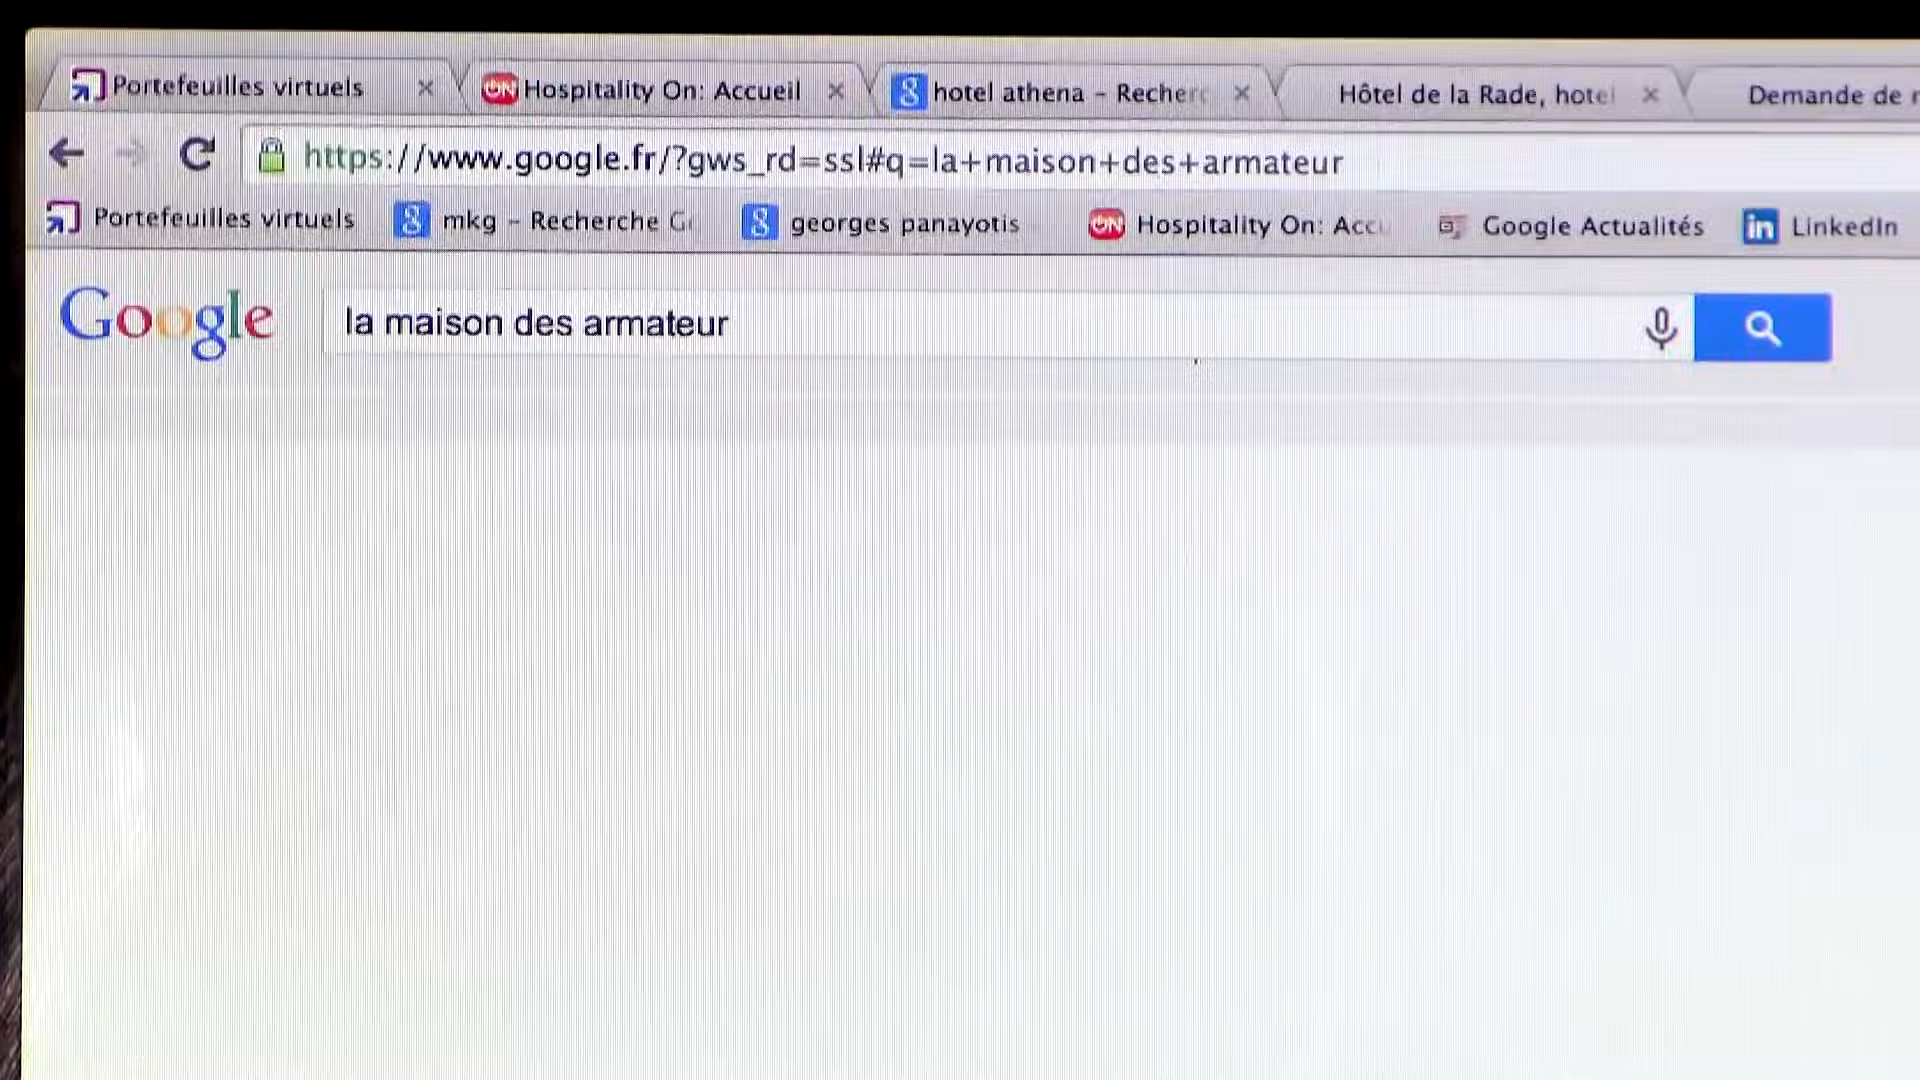 Portefeuilles virtuels Hospitality On: Accueil hotel athena - Recherc Hôtel de la Rade, hotel Demande de
https://www.google.fr/?gws_rd=ssl#q=la+maison+des+armateur
Portefeuilles virtuels mkg - Recherche G georges panayotis Hospitality On: Accu Google Actualités LinkedIn
Google la maison des armateur